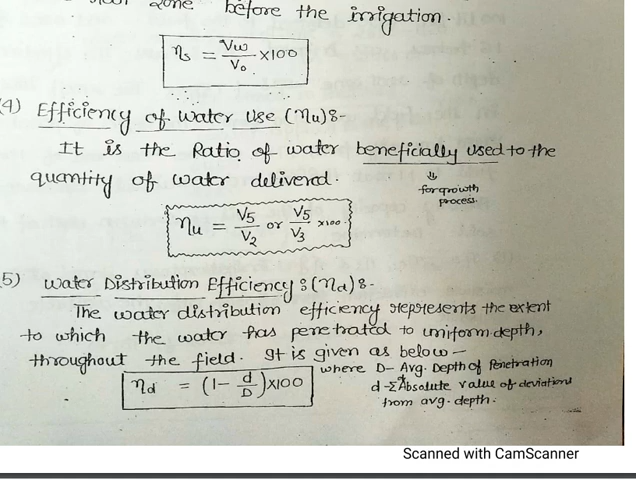 zone before the irrigation.
ηs = Vw/Vo ×100
(4) Efficiency of Water Use (ηu):-
It is the Ratio of water beneficially used to the
quantity of water delivered.
⇓
for growth
process.
ηu = V5/V2 or V5/V3 ×100.
5) Water Distribution Efficiency: (ηd):-
The water distribution efficiency represents the extent
to which the water has penetrated to uniform depth,
throughout the field. It is given as below –
where D- Avg. Depth of Penetration
ηd = (1- d/D)×100
d - Σ Absolute value of deviations
from avg. depth.
Scanned with CamScanner